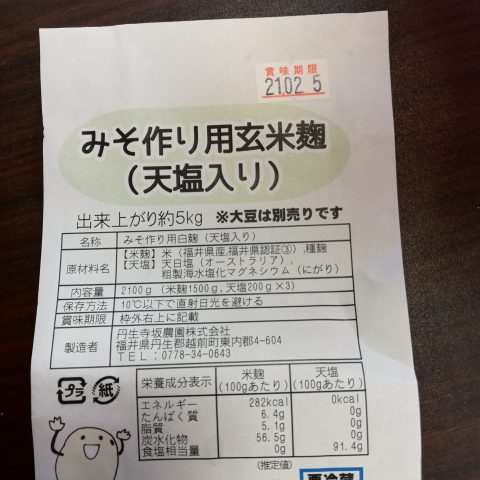 賞味期限
21.02 5
みそ作り用玄米麹
（天塩入り）
出来上がり約5kg ※大豆は別売りです
名称 みそ作り用白麹（天塩入り）
原材料名 【米麹】米（福井県産,福井県認証③）,種麹
【天塩】天日塩（オーストラリア）,
粗製海水塩化マグネシウム（にがり）
内容量 2100g（米麹1500g,天塩200g×3）
保存方法 10℃以下で直射日光を避ける
賞味期限 枠外右上に記載
製造者 丹生寺坂農園株式会社
福井県丹生郡越前町東内郡4-604
TEL：0778-34-0643
プラ 紙
栄養成分表示 米麹（100gあたり） 天塩（100gあたり）
エネルギー 282kcal 0kcal
たんぱく質 6.4g 0g
脂質 5.1g 0g
炭水化物 56.5g 0g
食塩相当量 0g 91.4g
（推定値）
要冷蔵